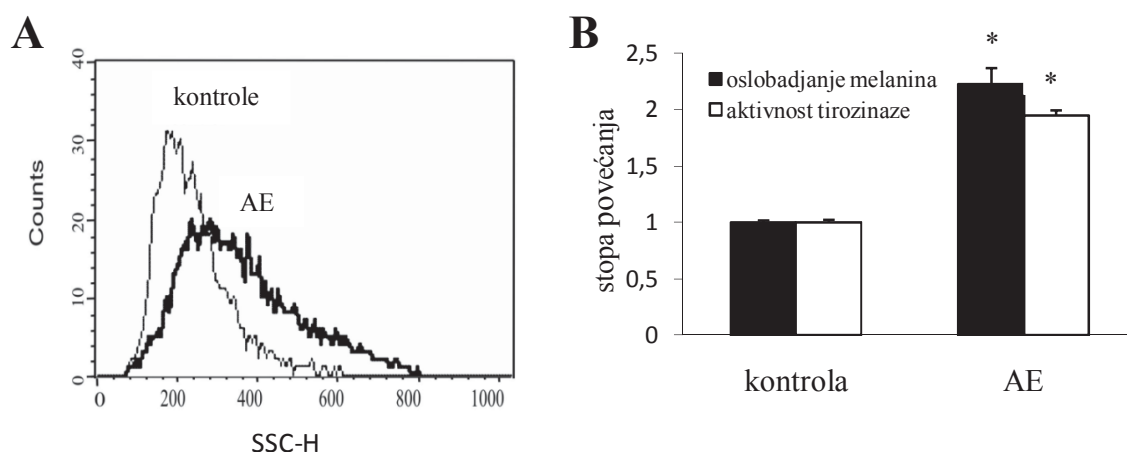 A
40
30
20
10
0
Counts
kontrole
AE
0
200
400
600
800
1000
SSC-H
B
2,5
2
1,5
1
0,5
0
stopa povećanja
oslobadjanje melanina
aktivnost tirozinaze
*
*
kontrola
AE